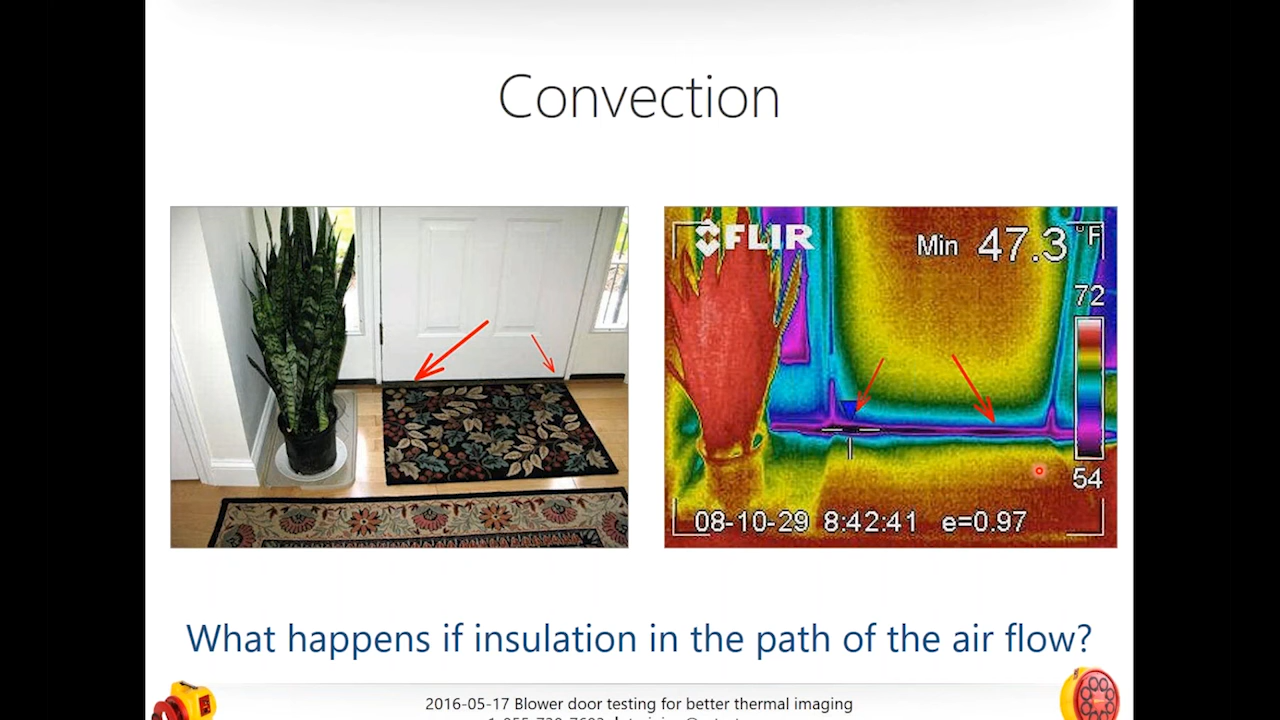 Convection
FLIR
Min 47.3 °F
72
54
08-10-29 8:42:41 e=0.97
What happens if insulation in the path of the air flow?
2016-05-17 Blower door testing for better thermal imaging